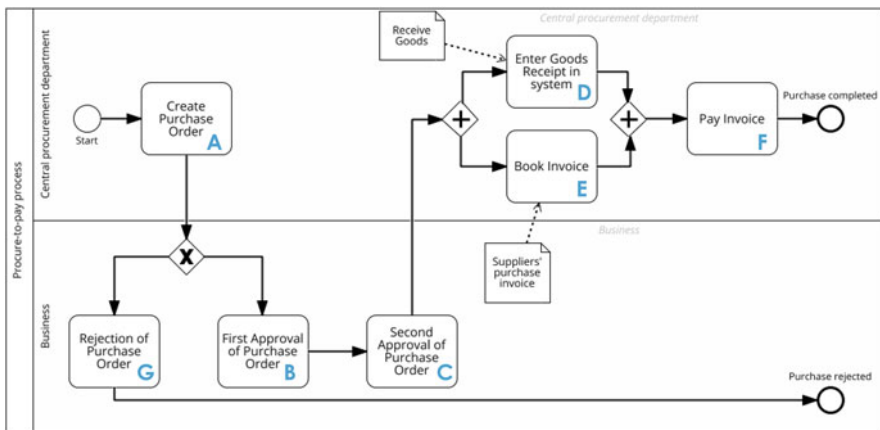 Procure-to-pay process
Central procurement department
Central procurement department
Start
Create
Purchase
Order
A
Receive
Goods
Enter Goods
Receipt in
system
D
Book Invoice
E
Pay Invoice
F
Purchase completed
Business
Business
Suppliers'
purchase
invoice
X
Rejection of
Purchase
Order
G
First Approval
of Purchase
Order
B
Second
Approval of
Purchase
Order
C
Purchase rejected